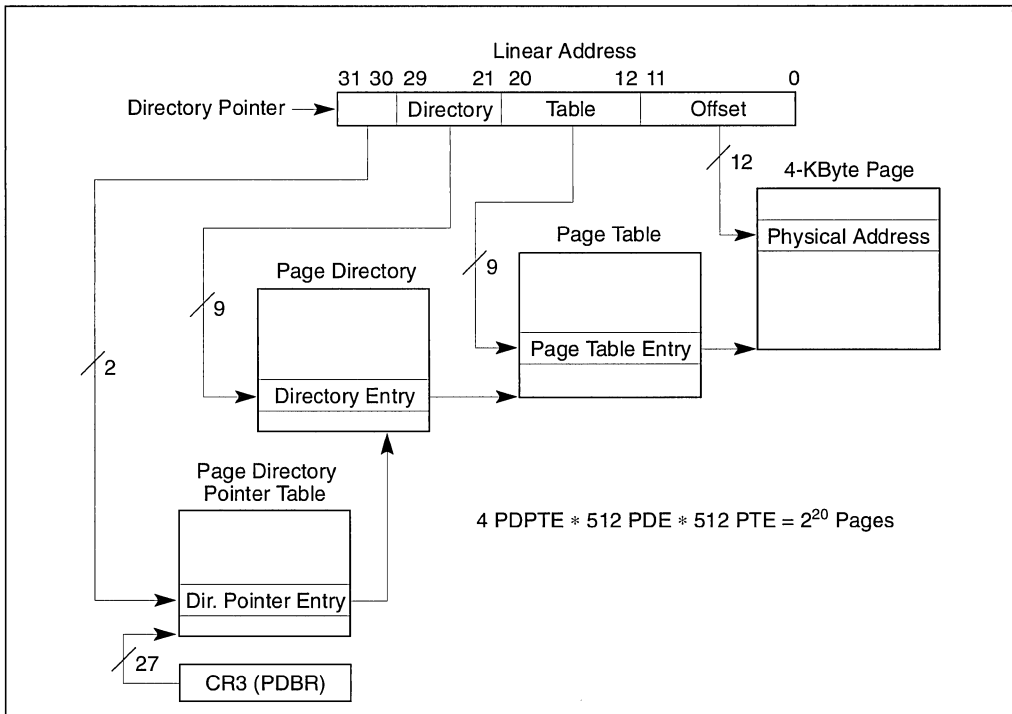 Linear Address
31 30 29 21 20 12 11 0
Directory Pointer
Directory Table Offset
12
4-KByte Page
Physical Address
Page Table
9
Page Table Entry
Page Directory
9
Directory Entry
2
Page Directory
Pointer Table
4 PDPTE * 512 PDE * 512 PTE = 2²⁰ Pages
Dir. Pointer Entry
27
CR3 (PDBR)